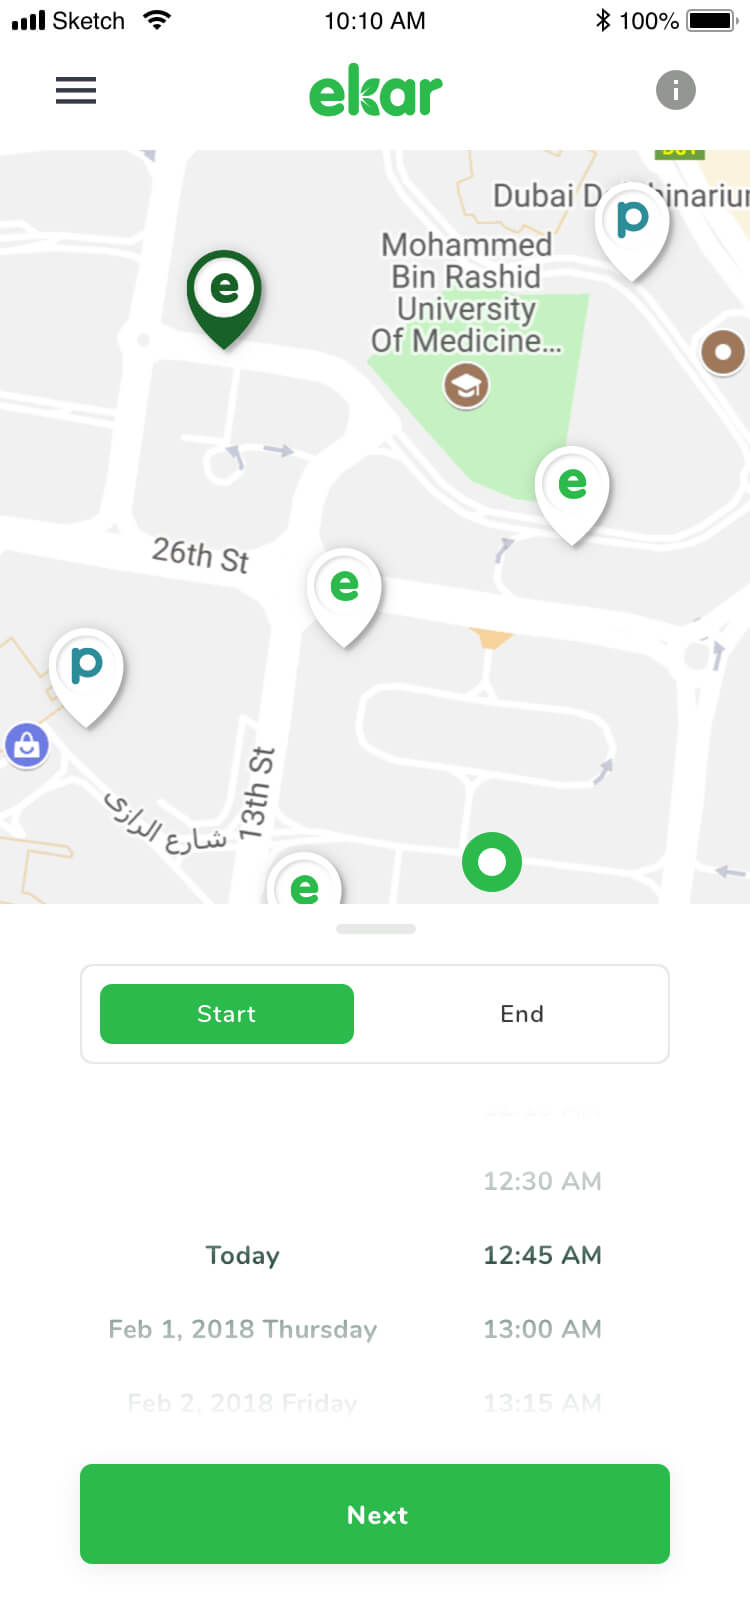 Sketch
10:10 AM
100%
ekar
i
Dubai
p
Mohammed
Bin Rashid
University
Of Medicine...
e
e
26th St
e
p
13th St
شارع الرازي
e
Start
End
12:30 AM
Today
12:45 AM
Feb 1, 2018 Thursday
13:00 AM
Feb 2, 2018 Friday
13:15 AM
Next